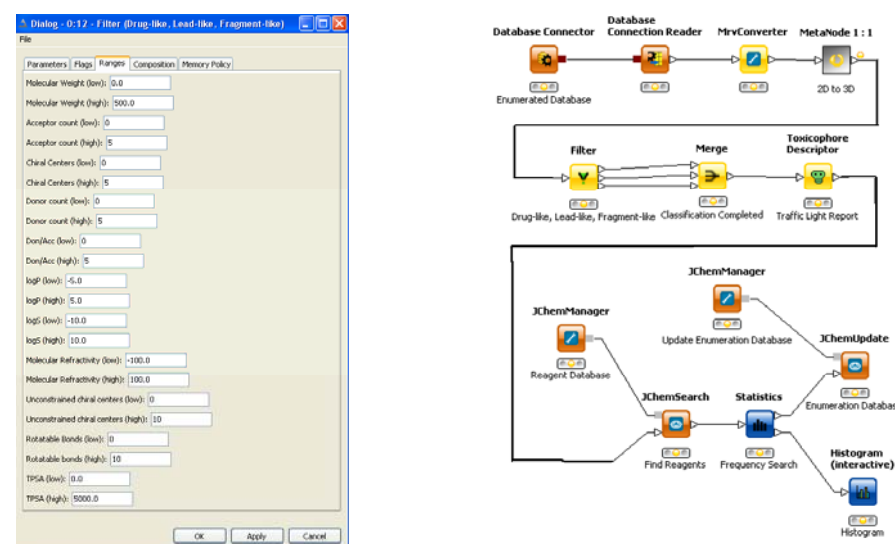 Dialog - 0:12 - Filter (Drug-like, Lead-like, Fragment-like)
File
Parameters Flags Ranges Composition Memory Policy
Molecular Weight (low): 0.0
Molecular Weight (high): 500.0
Acceptor count (low): 0
Acceptor count (high): 5
Chiral Centers (low): 0
Chiral Centers (high): 5
Donor count (low): 0
Donor count (high): 5
Don/Acc (low): 0
Don/Acc (high): 5
logP (low): -5.0
logP (high): 5.0
logS (low): -10.0
logS (high): 10.0
Molecular Refractivity (low): -100.0
Molecular Refractivity (high): 100.0
Unconstrained chiral centers (low): 0
Unconstrained chiral centers (high): 10
Rotatable Bonds (low): 0
Rotatable bonds (high): 10
TPSA (low): 0.0
TPSA (high): 5000.0
OK Apply Cancel
Database Connector
Enumerated Database
Database
Connection Reader
MrvConverter
MetaNode 1 : 1
2D to 3D
Filter
Drug-like, Lead-like, Fragment-like
Merge
Classification Completed
Toxicophore
Descriptor
Traffic Light Report
JChemManager
Update Enumeration Database
JChemManager
Reagent Database
JChemUpdate
Enumeration Databas
JChemSearch
Find Reagents
Statistics
Frequency Search
Histogram
(interactive)
Histogram